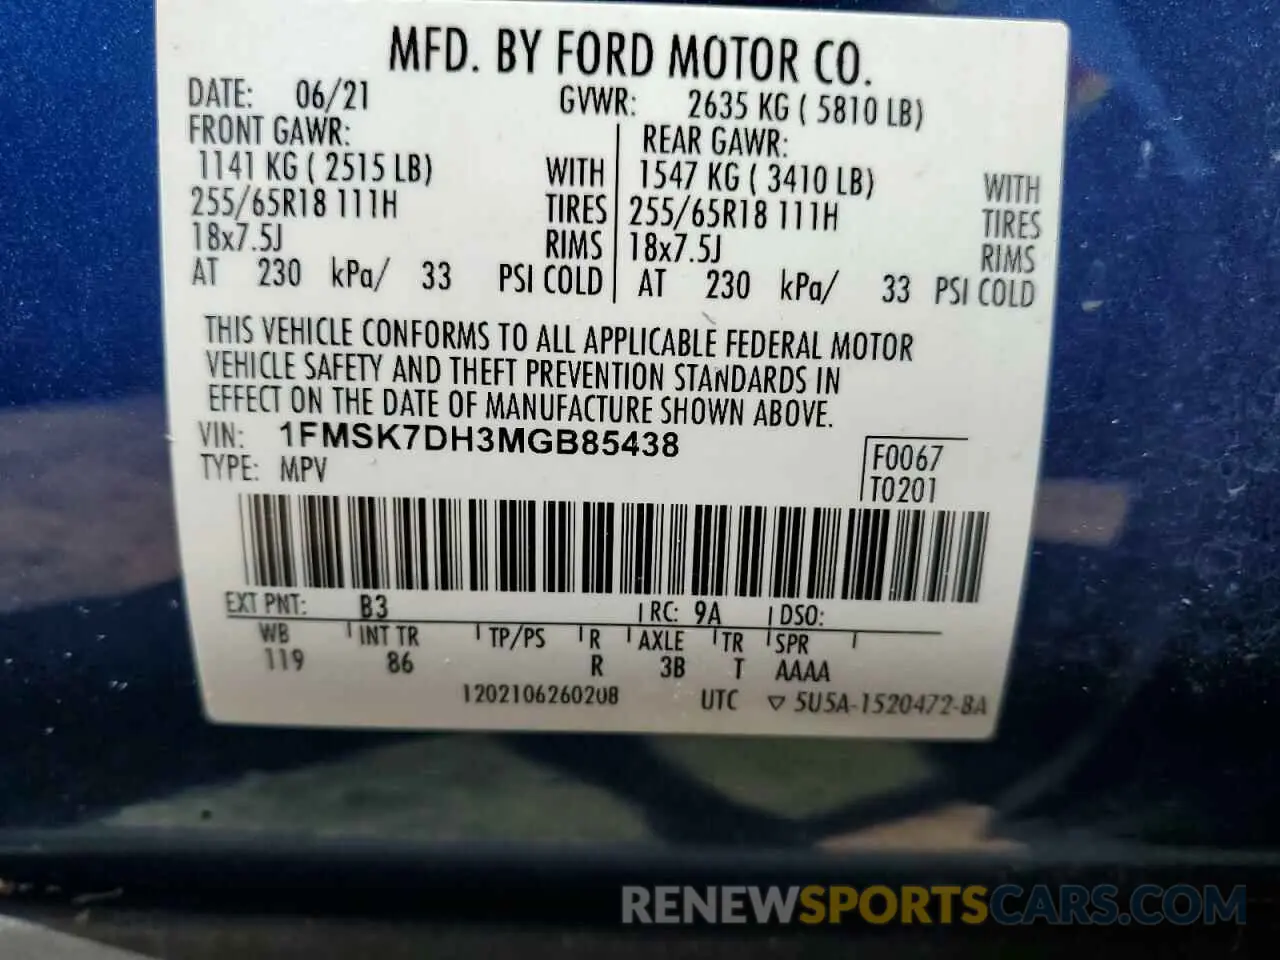 MFD. BY FORD MOTOR CO.
DATE: 06/21 GVWR: 2635 KG ( 5810 LB)
FRONT GAWR: REAR GAWR:
1141 KG ( 2515 LB) WITH 1547 KG ( 3410 LB) WITH
255/65R18 111H TIRES 255/65R18 111H TIRES
18x7.5J RIMS 18x7.5J RIMS
AT 230 kPa/ 33 PSI COLD AT 230 kPa/ 33 PSI COLD
THIS VEHICLE CONFORMS TO ALL APPLICABLE FEDERAL MOTOR
VEHICLE SAFETY AND THEFT PREVENTION STANDARDS IN
EFFECT ON THE DATE OF MANUFACTURE SHOWN ABOVE.
VIN: 1FMSK7DH3MGB85438
F0067
TYPE: MPV
T0201
EXT PNT: B3 RC: 9A DSO:
WB INT TR TP/PS R AXLE TR SPR
119 86 R 3B T AAAA
1202106260208 UTC ▽ 5U5A-1520472-BA
RENEWSPORTSCARS.COM